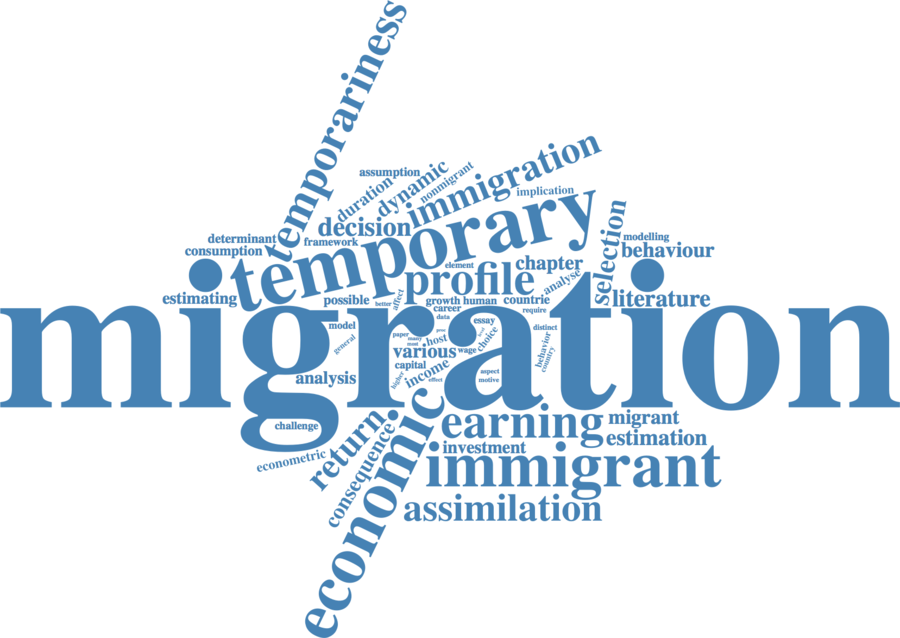 temporariness
immigration
assumption
dynamic
nonmigrant
duration
implication
temporary
decision
selection
determinant
framework
modelling
consumption
behaviour
element
chapter
profile
analyse
estimating
possible
better
affect
growth
human
countrie
literature
career
require
migration
data
essay
model
distinct
general
paper
many
most
host
level
choice
behavior
country
various
wage
capital
income
aspect
analysis
higher
effect
motive
economic
return
earning
migrant
challenge
consequence
estimation
investment
econometric
immigrant
assimilation